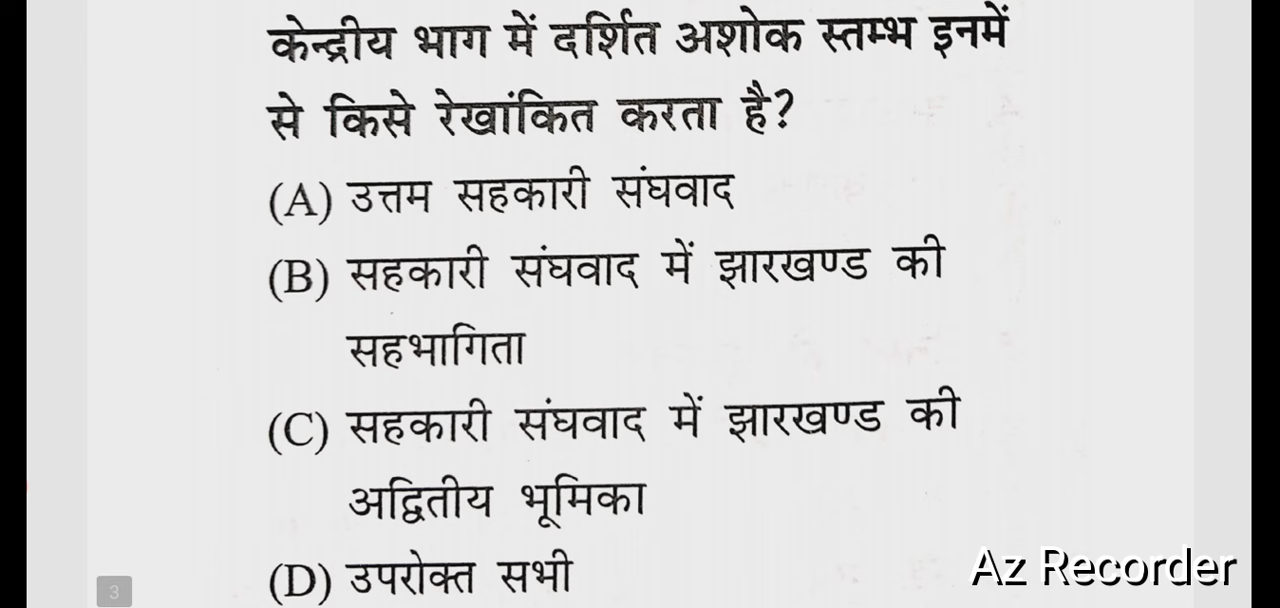 केन्द्रीय भाग में दर्शित अशोक स्तम्भ इनमें
से किसे रेखांकित करता है?
(A) उत्तम सहकारी संघवाद
(B) सहकारी संघवाद में झारखण्ड की
सहभागिता
(C) सहकारी संघवाद में झारखण्ड की
अद्वितीय भूमिका
(D) उपरोक्त सभी
3
Az Recorder